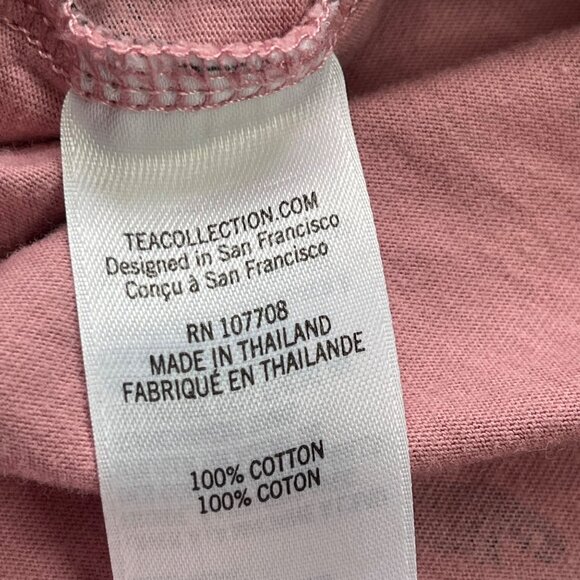 TEACOLLECTION.COM
Designed in San Francisco
Conçu à San Francisco
RN 107708
MADE IN THAILAND
FABRIQUÉ EN THAILANDE
100% COTTON
100% COTON